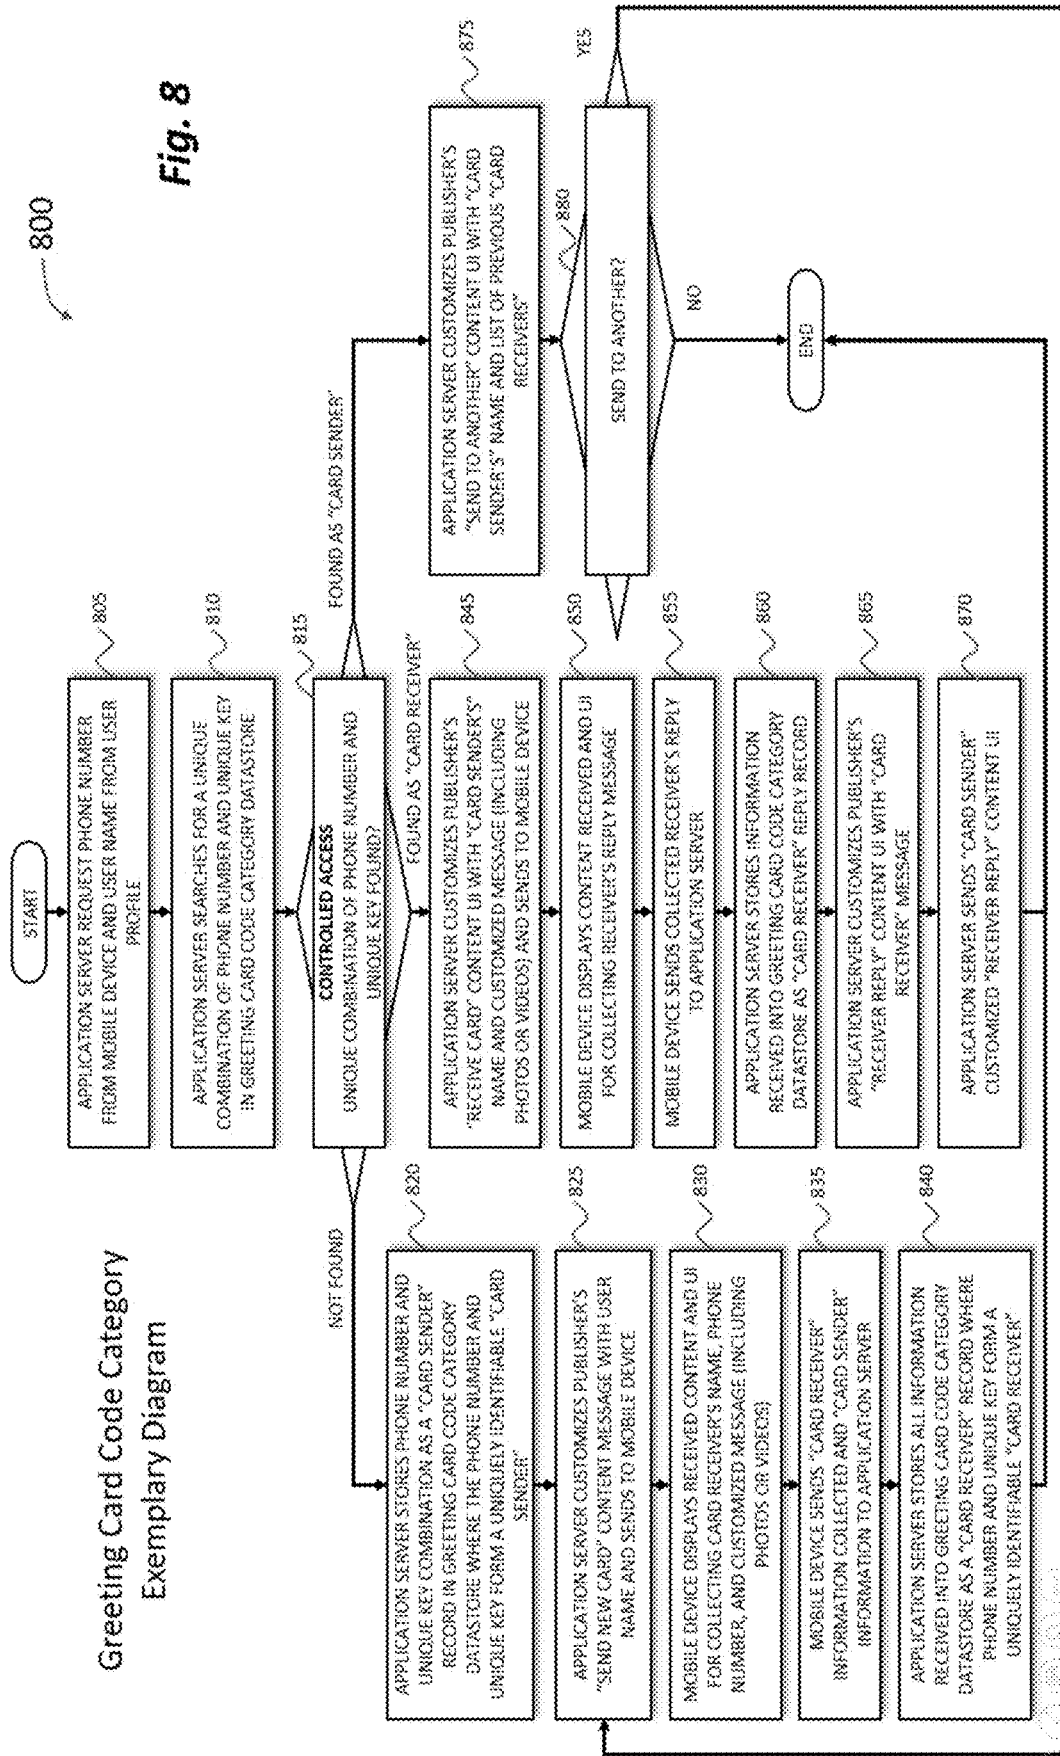 Greeting Card Code Category
Exemplary Diagram
800
Fig. 8
START
805
APPLICATION SERVER REQUEST PHONE NUMBER
FROM MOBILE DEVICE AND USER NAME FROM USER
PROFILE
810
APPLICATION SERVER SEARCHES FOR A UNIQUE
COMBINATION OF PHONE NUMBER AND UNIQUE KEY
IN GREETING CARD CODE CATEGORY DATASTORE
815
CONTROLLED ACCESS
UNIQUE COMBINATION OF PHONE NUMBER AND
UNIQUE KEY FOUND?
NOT FOUND
FOUND AS "CARD RECEIVER"
FOUND AS "CARD SENDER"
820
APPLICATION SERVER STORES PHONE NUMBER AND
UNIQUE KEY COMBINATION AS A "CARD SENDER"
RECORD IN GREETING CARD CODE CATEGORY
DATASTORE WHERE THE PHONE NUMBER AND
UNIQUE KEY FORM A UNIQUELY IDENTIFIABLE "CARD
SENDER"
825
APPLICATION SERVER CUSTOMIZES PUBLISHER'S
"SEND NEW CARD" CONTENT MESSAGE WITH USER
NAME AND SENDS TO MOBILE DEVICE
830
MOBILE DEVICE DISPLAYS RECEIVED CONTENT AND UI
FOR COLLECTING CARD RECEIVER'S NAME, PHONE
NUMBER, AND CUSTOMIZED MESSAGE (INCLUDING
PHOTOS OR VIDEOS)
835
MOBILE DEVICE SENDS "CARD RECEIVER"
INFORMATION COLLECTED AND "CARD SENDER"
INFORMATION TO APPLICATION SERVER
840
APPLICATION SERVER STORES ALL INFORMATION
RECEIVED INTO GREETING CARD CODE CATEGORY
DATASTORE AS A "CARD RECEIVER" RECORD WHERE
PHONE NUMBER AND UNIQUE KEY FORM A
UNIQUELY IDENTIFIABLE "CARD RECEIVER"
845
APPLICATION SERVER CUSTOMIZES PUBLISHER'S
"RECEIVE CARD" CONTENT UI WITH "CARD SENDER'S"
NAME AND CUSTOMIZED MESSAGE (INCLUDING
PHOTOS OR VIDEOS) AND SENDS TO MOBILE DEVICE
850
MOBILE DEVICE DISPLAYS CONTENT RECEIVED AND UI
FOR COLLECTING RECEIVER'S REPLY MESSAGE
855
MOBILE DEVICE SENDS COLLECTED RECEIVER'S REPLY
TO APPLICATION SERVER
860
APPLICATION SERVER STORES INFORMATION
RECEIVED INTO GREETING CARD CODE CATEGORY
DATASTORE AS "CARD RECEIVER" REPLY RECORD
865
APPLICATION SERVER CUSTOMIZES PUBLISHER'S
"RECEIVER REPLY" CONTENT UI WITH "CARD
RECEIVER' MESSAGE
870
APPLICATION SERVER SENDS "CARD SENDER"
CUSTOMIZED "RECEIVER REPLY" CONTENT UI
875
APPLICATION SERVER CUSTOMIZES PUBLISHER'S
"SEND TO ANOTHER" CONTENT UI WITH "CARD
SENDER'S" NAME AND LIST OF PREVIOUS "CARD
RECEIVERS"
880
SEND TO ANOTHER?
YES
NO
END